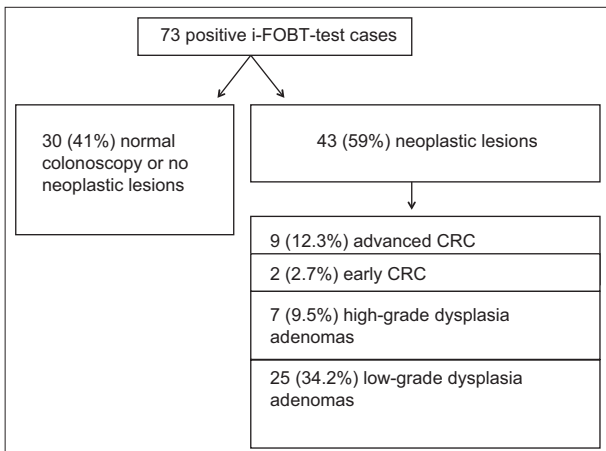 73 positive i-FOBT-test cases
30 (41%) normal
colonoscopy or no
neoplastic lesions
43 (59%) neoplastic lesions
9 (12.3%) advanced CRC
2 (2.7%) early CRC
7 (9.5%) high-grade dysplasia
adenomas
25 (34.2%) low-grade dysplasia
adenomas